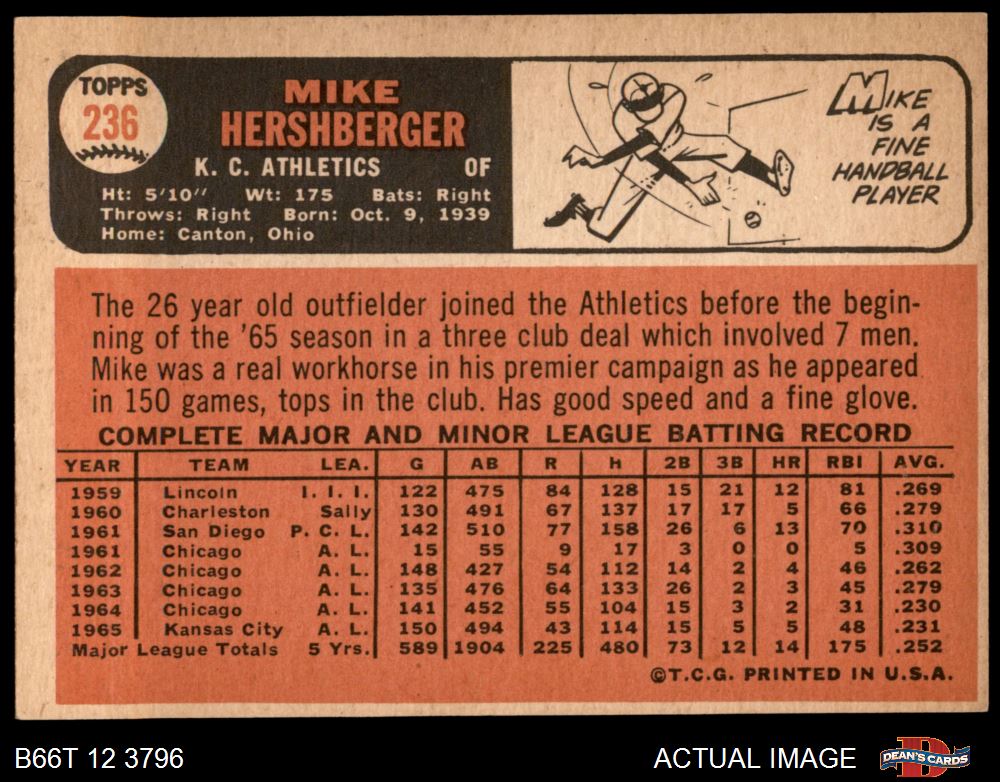 TOPPS
236
MIKE
HERSHBERGER
K. C. ATHLETICS OF
Ht: 5'10" Wt: 175 Bats: Right
Throws: Right Born: Oct. 9, 1939
Home: Canton, Ohio
MIKE
IS A
FINE
HANDBALL
PLAYER
The 26 year old outfielder joined the Athletics before the begin-
ning of the '65 season in a three club deal which involved 7 men.
Mike was a real workhorse in his premier campaign as he appeared
in 150 games, tops in the club. Has good speed and a fine glove.
COMPLETE MAJOR AND MINOR LEAGUE BATTING RECORD
YEAR TEAM LEA. G AB R H 2B 3B HR RBI AVG.
1959 Lincoln I. I. I. 122 475 84 128 15 21 12 81 .269
1960 Charleston Sally 130 491 67 137 17 17 5 66 .279
1961 San Diego P. C. L. 142 510 77 158 26 6 13 70 .310
1961 Chicago A. L. 15 55 9 17 3 0 0 5 .309
1962 Chicago A. L. 148 427 54 112 14 2 4 46 .262
1963 Chicago A. L. 135 476 64 133 26 2 3 45 .279
1964 Chicago A. L. 141 452 55 104 15 3 2 31 .230
1965 Kansas City A. L. 150 494 43 114 15 5 5 48 .231
Major League Totals 5 Yrs. 589 1904 225 480 73 12 14 175 .252
©T.C.G. PRINTED IN U.S.A.
B66T 12 3796 ACTUAL IMAGE DEAN'S CARDS